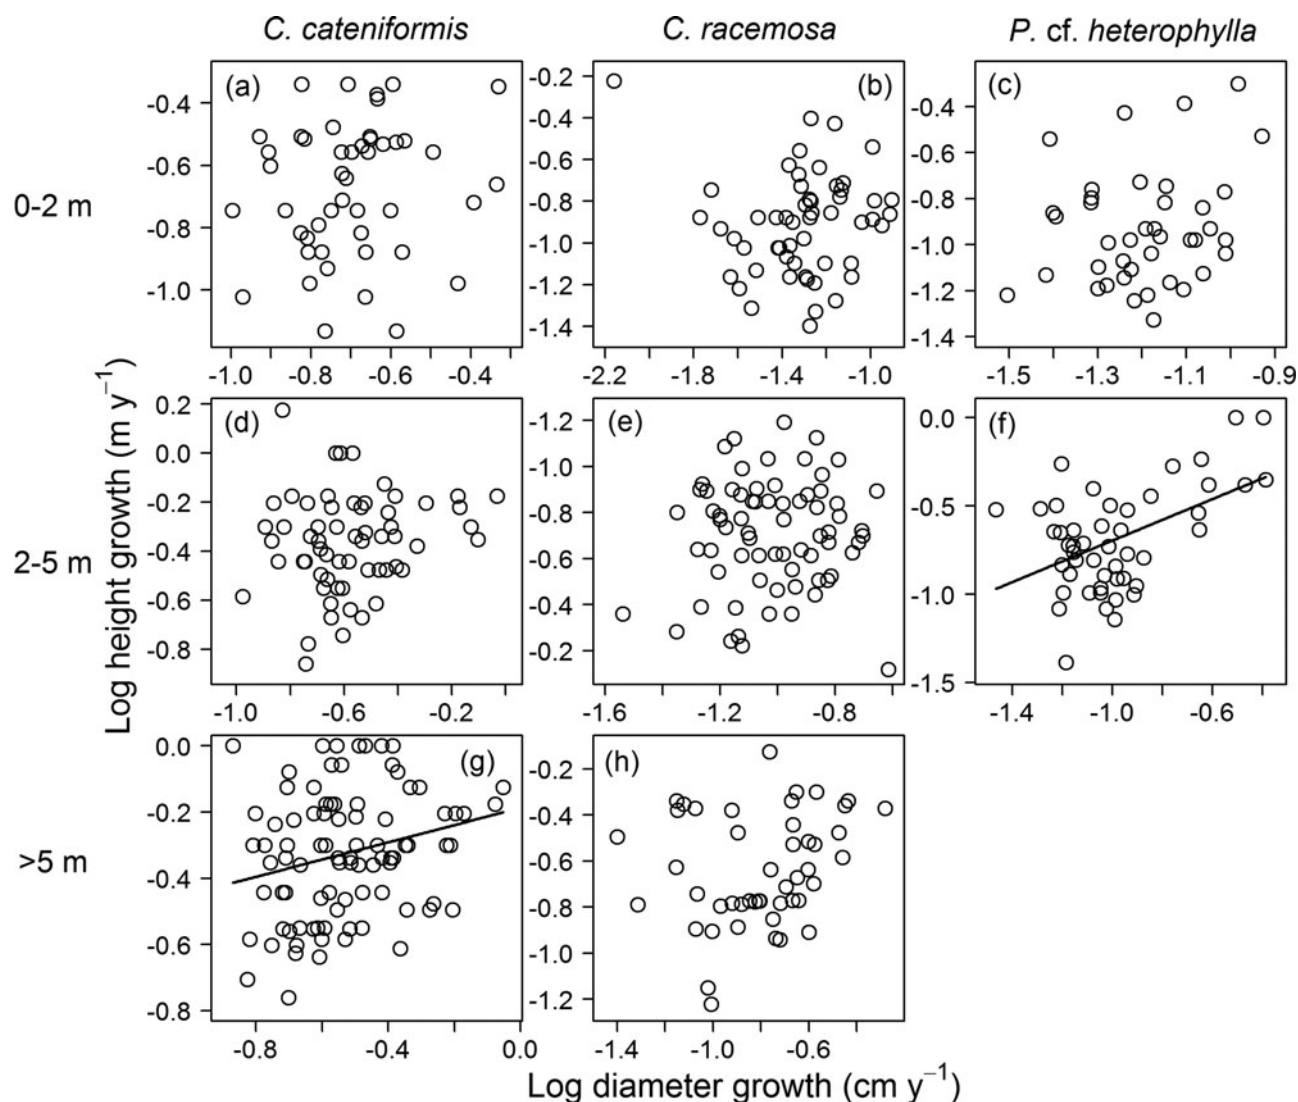 C. cateniformis C. racemosa P. cf. heterophylla
0-2 m
(a)
-0.4
-0.6
-0.8
-1.0
-1.0 -0.8 -0.6 -0.4
(b)
-0.2
-0.4
-0.6
-0.8
-1.0
-1.2
-1.4
-2.2 -1.8 -1.4 -1.0
(c)
-0.4
-0.6
-0.8
-1.0
-1.2
-1.4
-1.5 -1.3 -1.1 -0.9
Log height growth (m y⁻¹)
2-5 m
(d)
0.2
0.0
-0.2
-0.4
-0.6
-0.8
-1.0 -0.6 -0.2
(e)
-1.2
-1.0
-0.8
-0.6
-0.4
-0.2
-1.6 -1.2 -0.8
(f)
0.0
-0.5
-1.0
-1.5
-1.4 -1.0 -0.6
>5 m
(g)
0.0
-0.2
-0.4
-0.6
-0.8
-0.8 -0.4 0.0
(h)
-0.2
-0.4
-0.6
-0.8
-1.0
-1.2
-1.4 -1.0 -0.6
Log diameter growth (cm y⁻¹)